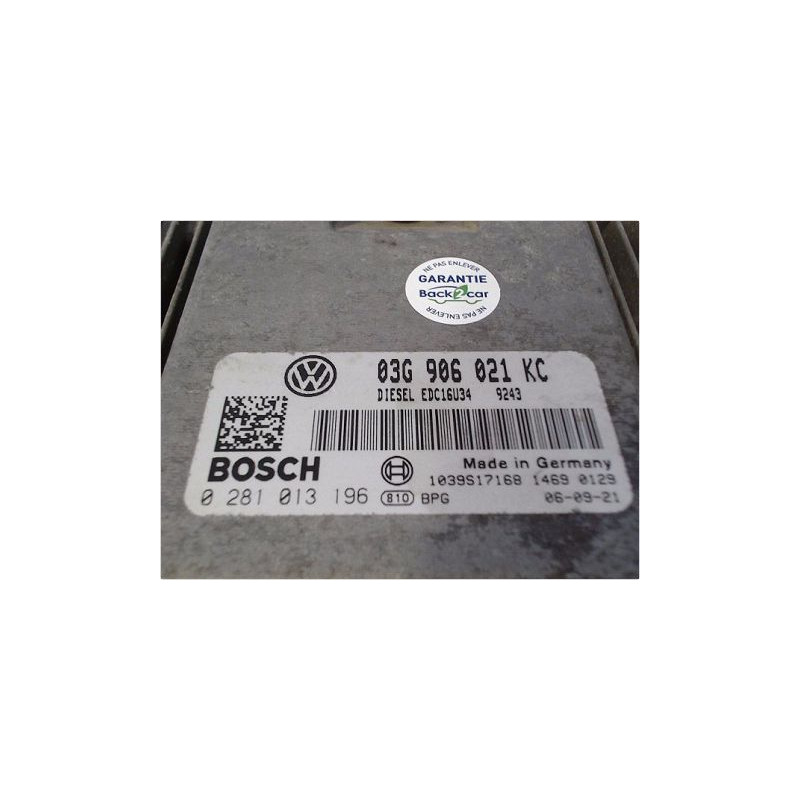 NE PAS ENLEVER
GARANTIE
Back2car
NE PAS ENLEVER
VW
03G 906 021 KC
DIESEL EDC16U34 9243
BOSCH
Made in Germany
1039S17168 1469 0129
0 281 013 196 810 BPG 06-09-21